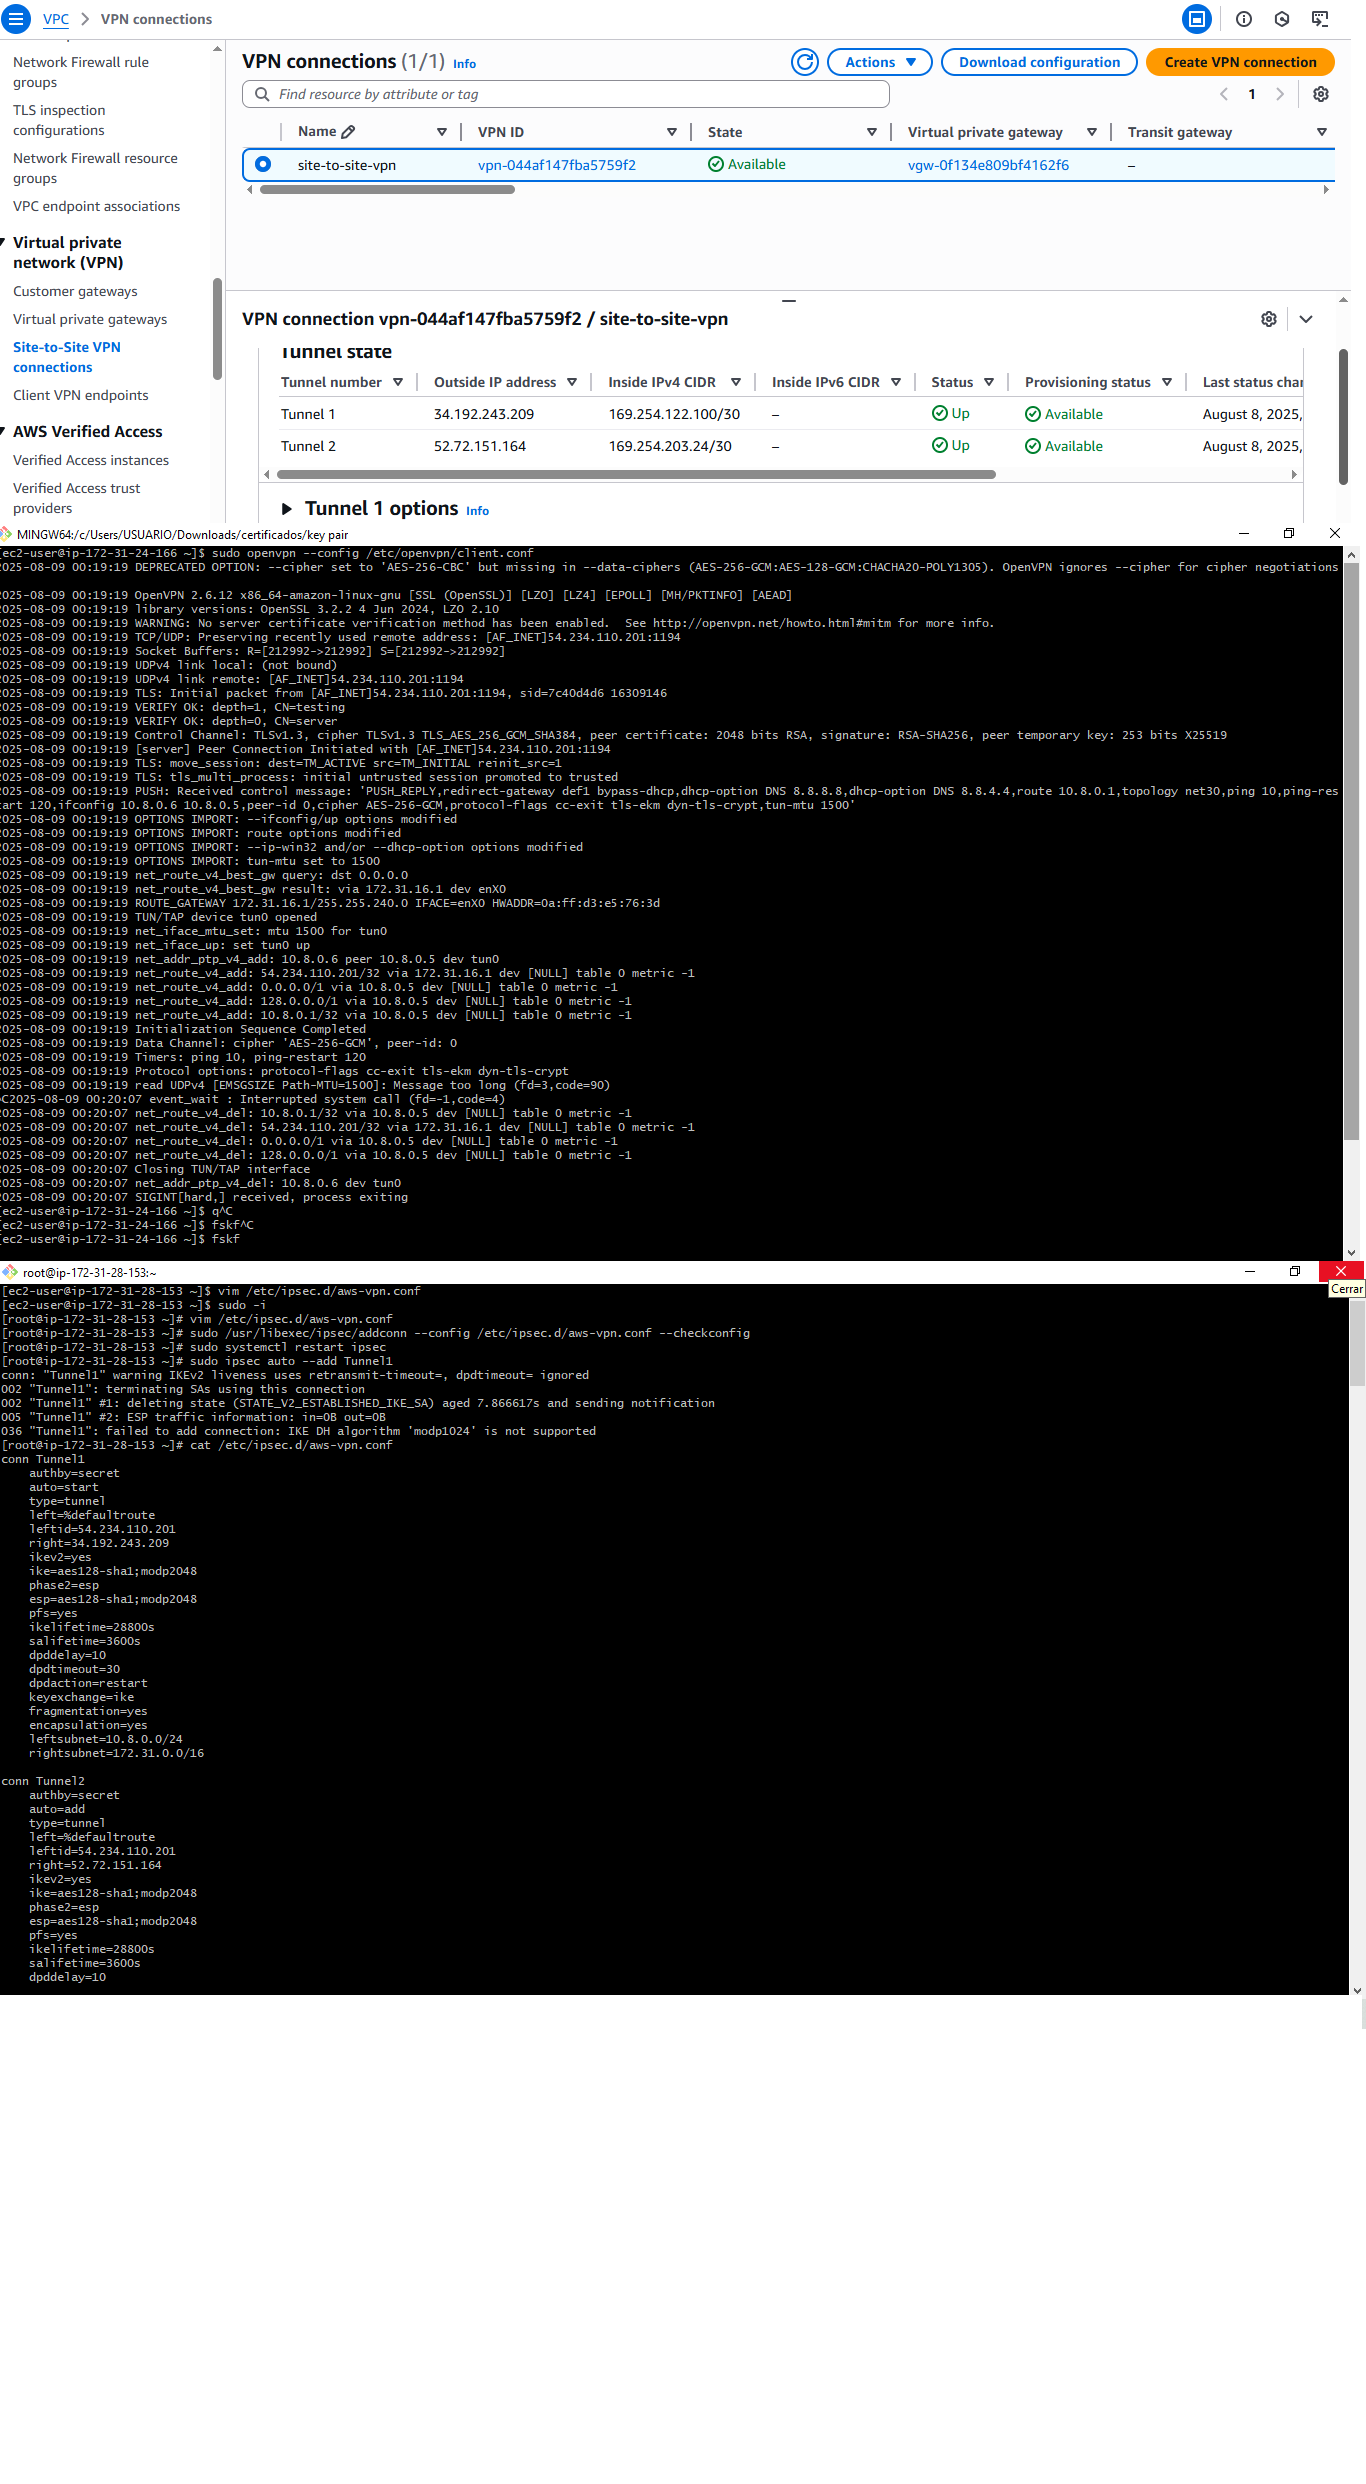 VPC > VPN connections
Network Firewall rule
groups
TLS inspection
configurations
Network Firewall resource
groups
VPC endpoint associations
Virtual private
network (VPN)
Customer gateways
Virtual private gateways
Site-to-Site VPN
connections
Client VPN endpoints
AWS Verified Access
Verified Access instances
Verified Access trust
providers
VPN connections (1/1) Info
Actions
Download configuration
Create VPN connection
Find resource by attribute or tag
1
Name VPN ID State Virtual private gateway Transit gateway
site-to-site-vpn vpn-044af147fba5759f2 Available vgw-0f134e809bf4162f6 –
VPN connection vpn-044af147fba5759f2 / site-to-site-vpn
Tunnel state
Tunnel number Outside IP address Inside IPv4 CIDR Inside IPv6 CIDR Status Provisioning status Last status char
Tunnel 1 34.192.243.209 169.254.122.100/30 – Up Available August 8, 2025,
Tunnel 2 52.72.151.164 169.254.203.24/30 – Up Available August 8, 2025,
Tunnel 1 options Info
MINGW64:/c/Users/USUARIO/Downloads/certificados/key pair
[ec2-user@ip-172-31-24-166 ~]$ sudo openvpn --config /etc/openvpn/client.conf
2025-08-09 00:19:19 DEPRECATED OPTION: --cipher set to 'AES-256-CBC' but missing in --data-ciphers (AES-256-GCM:AES-128-GCM:CHACHA20-POLY1305). OpenVPN ignores --cipher for cipher negotiations
2025-08-09 00:19:19 OpenVPN 2.6.12 x86_64-amazon-linux-gnu [SSL (OpenSSL)] [LZO] [LZ4] [EPOLL] [MH/PKTINFO] [AEAD]
2025-08-09 00:19:19 library versions: OpenSSL 3.2.2 4 Jun 2024, LZO 2.10
2025-08-09 00:19:19 WARNING: No server certificate verification method has been enabled.  See http://openvpn.net/howto.html#mitm for more info.
2025-08-09 00:19:19 TCP/UDP: Preserving recently used remote address: [AF_INET]54.234.110.201:1194
2025-08-09 00:19:19 Socket Buffers: R=[212992->212992] S=[212992->212992]
2025-08-09 00:19:19 UDPv4 link local: (not bound)
2025-08-09 00:19:19 UDPv4 link remote: [AF_INET]54.234.110.201:1194
2025-08-09 00:19:19 TLS: Initial packet from [AF_INET]54.234.110.201:1194, sid=7c40d4d6 16309146
2025-08-09 00:19:19 VERIFY OK: depth=1, CN=testing
2025-08-09 00:19:19 VERIFY OK: depth=0, CN=server
2025-08-09 00:19:19 Control Channel: TLSv1.3, cipher TLSv1.3 TLS_AES_256_GCM_SHA384, peer certificate: 2048 bits RSA, signature: RSA-SHA256, peer temporary key: 253 bits X25519
2025-08-09 00:19:19 [server] Peer Connection Initiated with [AF_INET]54.234.110.201:1194
2025-08-09 00:19:19 TLS: move_session: dest=TM_ACTIVE src=TM_INITIAL reinit_src=1
2025-08-09 00:19:19 TLS: tls_multi_process: initial untrusted session promoted to trusted
2025-08-09 00:19:19 PUSH: Received control message: 'PUSH_REPLY,redirect-gateway def1 bypass-dhcp,dhcp-option DNS 8.8.8.8,dhcp-option DNS 8.8.4.4,route 10.8.0.1,topology net30,ping 10,ping-res
tart 120,ifconfig 10.8.0.6 10.8.0.5,peer-id 0,cipher AES-256-GCM,protocol-flags cc-exit tls-ekm dyn-tls-crypt,tun-mtu 1500'
2025-08-09 00:19:19 OPTIONS IMPORT: --ifconfig/up options modified
2025-08-09 00:19:19 OPTIONS IMPORT: route options modified
2025-08-09 00:19:19 OPTIONS IMPORT: --ip-win32 and/or --dhcp-option options modified
2025-08-09 00:19:19 OPTIONS IMPORT: tun-mtu set to 1500
2025-08-09 00:19:19 net_route_v4_best_gw query: dst 0.0.0.0
2025-08-09 00:19:19 net_route_v4_best_gw result: via 172.31.16.1 dev enX0
2025-08-09 00:19:19 ROUTE_GATEWAY 172.31.16.1/255.255.240.0 IFACE=enX0 HWADDR=0a:ff:d3:e5:76:3d
2025-08-09 00:19:19 TUN/TAP device tun0 opened
2025-08-09 00:19:19 net_iface_mtu_set: mtu 1500 for tun0
2025-08-09 00:19:19 net_iface_up: set tun0 up
2025-08-09 00:19:19 net_addr_ptp_v4_add: 10.8.0.6 peer 10.8.0.5 dev tun0
2025-08-09 00:19:19 net_route_v4_add: 54.234.110.201/32 via 172.31.16.1 dev [NULL] table 0 metric -1
2025-08-09 00:19:19 net_route_v4_add: 0.0.0.0/1 via 10.8.0.5 dev [NULL] table 0 metric -1
2025-08-09 00:19:19 net_route_v4_add: 128.0.0.0/1 via 10.8.0.5 dev [NULL] table 0 metric -1
2025-08-09 00:19:19 net_route_v4_add: 10.8.0.1/32 via 10.8.0.5 dev [NULL] table 0 metric -1
2025-08-09 00:19:19 Initialization Sequence Completed
2025-08-09 00:19:19 Data Channel: cipher 'AES-256-GCM', peer-id: 0
2025-08-09 00:19:19 Timers: ping 10, ping-restart 120
2025-08-09 00:19:19 Protocol options: protocol-flags cc-exit tls-ekm dyn-tls-crypt
2025-08-09 00:19:19 read UDPv4 [EMSGSIZE Path-MTU=1500]: Message too long (fd=3,code=90)
^C2025-08-09 00:20:07 event_wait : Interrupted system call (fd=-1,code=4)
2025-08-09 00:20:07 net_route_v4_del: 10.8.0.1/32 via 10.8.0.5 dev [NULL] table 0 metric -1
2025-08-09 00:20:07 net_route_v4_del: 54.234.110.201/32 via 172.31.16.1 dev [NULL] table 0 metric -1
2025-08-09 00:20:07 net_route_v4_del: 0.0.0.0/1 via 10.8.0.5 dev [NULL] table 0 metric -1
2025-08-09 00:20:07 net_route_v4_del: 128.0.0.0/1 via 10.8.0.5 dev [NULL] table 0 metric -1
2025-08-09 00:20:07 Closing TUN/TAP interface
2025-08-09 00:20:07 net_addr_ptp_v4_del: 10.8.0.6 dev tun0
2025-08-09 00:20:07 SIGINT[hard,] received, process exiting
[ec2-user@ip-172-31-24-166 ~]$ q^C
[ec2-user@ip-172-31-24-166 ~]$ fskf^C
[ec2-user@ip-172-31-24-166 ~]$ fskf
root@ip-172-31-28-153:~
Cerrar
[ec2-user@ip-172-31-28-153 ~]$ vim /etc/ipsec.d/aws-vpn.conf
[ec2-user@ip-172-31-28-153 ~]$ sudo -i
[root@ip-172-31-28-153 ~]# vim /etc/ipsec.d/aws-vpn.conf
[root@ip-172-31-28-153 ~]# sudo /usr/libexec/ipsec/addconn --config /etc/ipsec.d/aws-vpn.conf --checkconfig
[root@ip-172-31-28-153 ~]# sudo systemctl restart ipsec
[root@ip-172-31-28-153 ~]# sudo ipsec auto --add Tunnel1
conn: "Tunnel1" warning IKEv2 liveness uses retransmit-timeout=, dpdtimeout= ignored
002 "Tunnel1": terminating SAs using this connection
002 "Tunnel1" #1: deleting state (STATE_V2_ESTABLISHED_IKE_SA) aged 7.866617s and sending notification
005 "Tunnel1" #2: ESP traffic information: in=0B out=0B
036 "Tunnel1": failed to add connection: IKE DH algorithm 'modp1024' is not supported
[root@ip-172-31-28-153 ~]# cat /etc/ipsec.d/aws-vpn.conf
conn Tunnel1
    authby=secret
    auto=start
    type=tunnel
    left=%defaultroute
    leftid=54.234.110.201
    right=34.192.243.209
    ikev2=yes
    ike=aes128-sha1;modp2048
    phase2=esp
    esp=aes128-sha1;modp2048
    pfs=yes
    ikelifetime=28800s
    salifetime=3600s
    dpddelay=10
    dpdtimeout=30
    dpdaction=restart
    keyexchange=ike
    fragmentation=yes
    encapsulation=yes
    leftsubnet=10.8.0.0/24
    rightsubnet=172.31.0.0/16
conn Tunnel2
    authby=secret
    auto=add
    type=tunnel
    left=%defaultroute
    leftid=54.234.110.201
    right=52.72.151.164
    ikev2=yes
    ike=aes128-sha1;modp2048
    phase2=esp
    esp=aes128-sha1;modp2048
    pfs=yes
    ikelifetime=28800s
    salifetime=3600s
    dpddelay=10